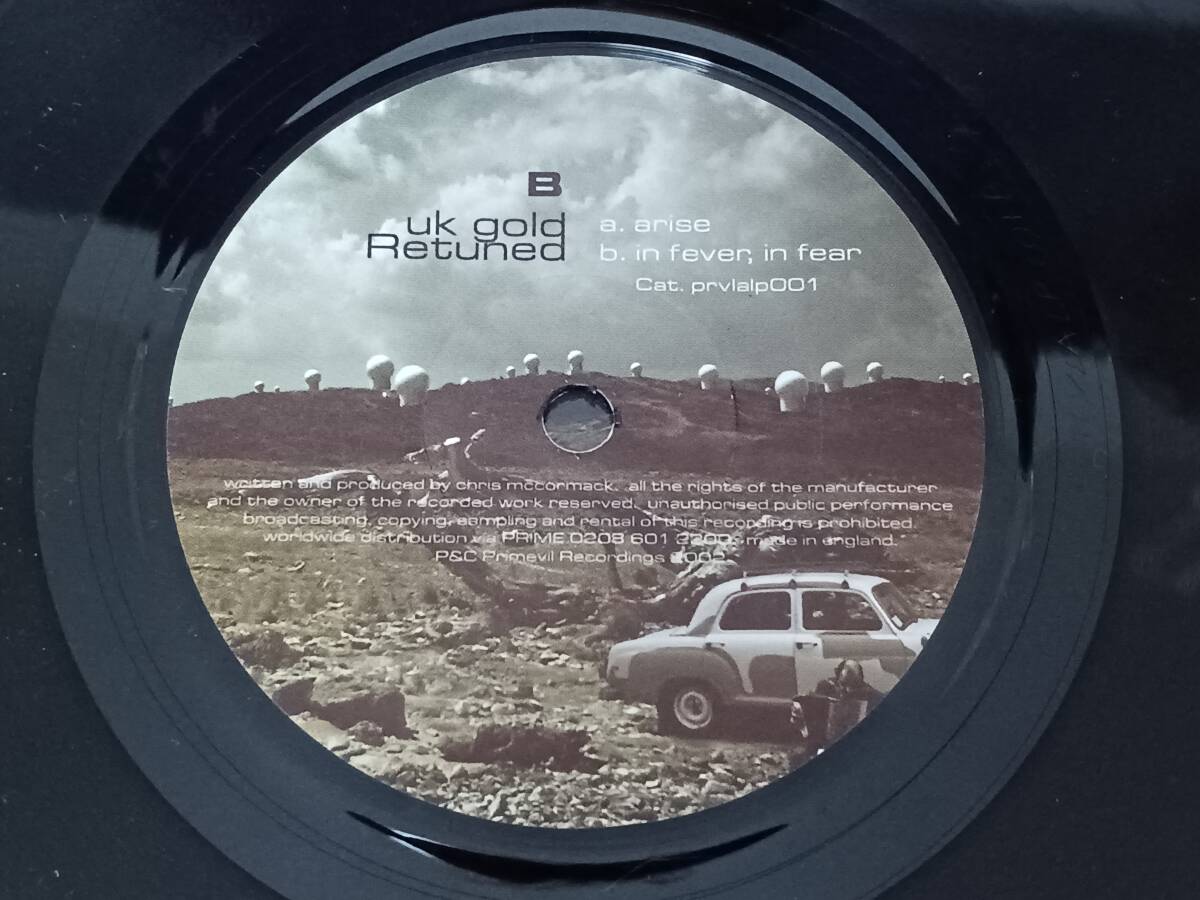 B
uk gold
Retuned
a. arise
b. in fever, in fear
Cat. prvlalp001
written and produced by chris mccormack. all the rights of the manufacturer
and the owner of the recorded work reserved. unauthorised public performance
broadcasting, copying, sampling and rental of this recording is prohibited.
worldwide distribution via PRIME 0208 601 2200. made in england.
P&C Primevil Recordings